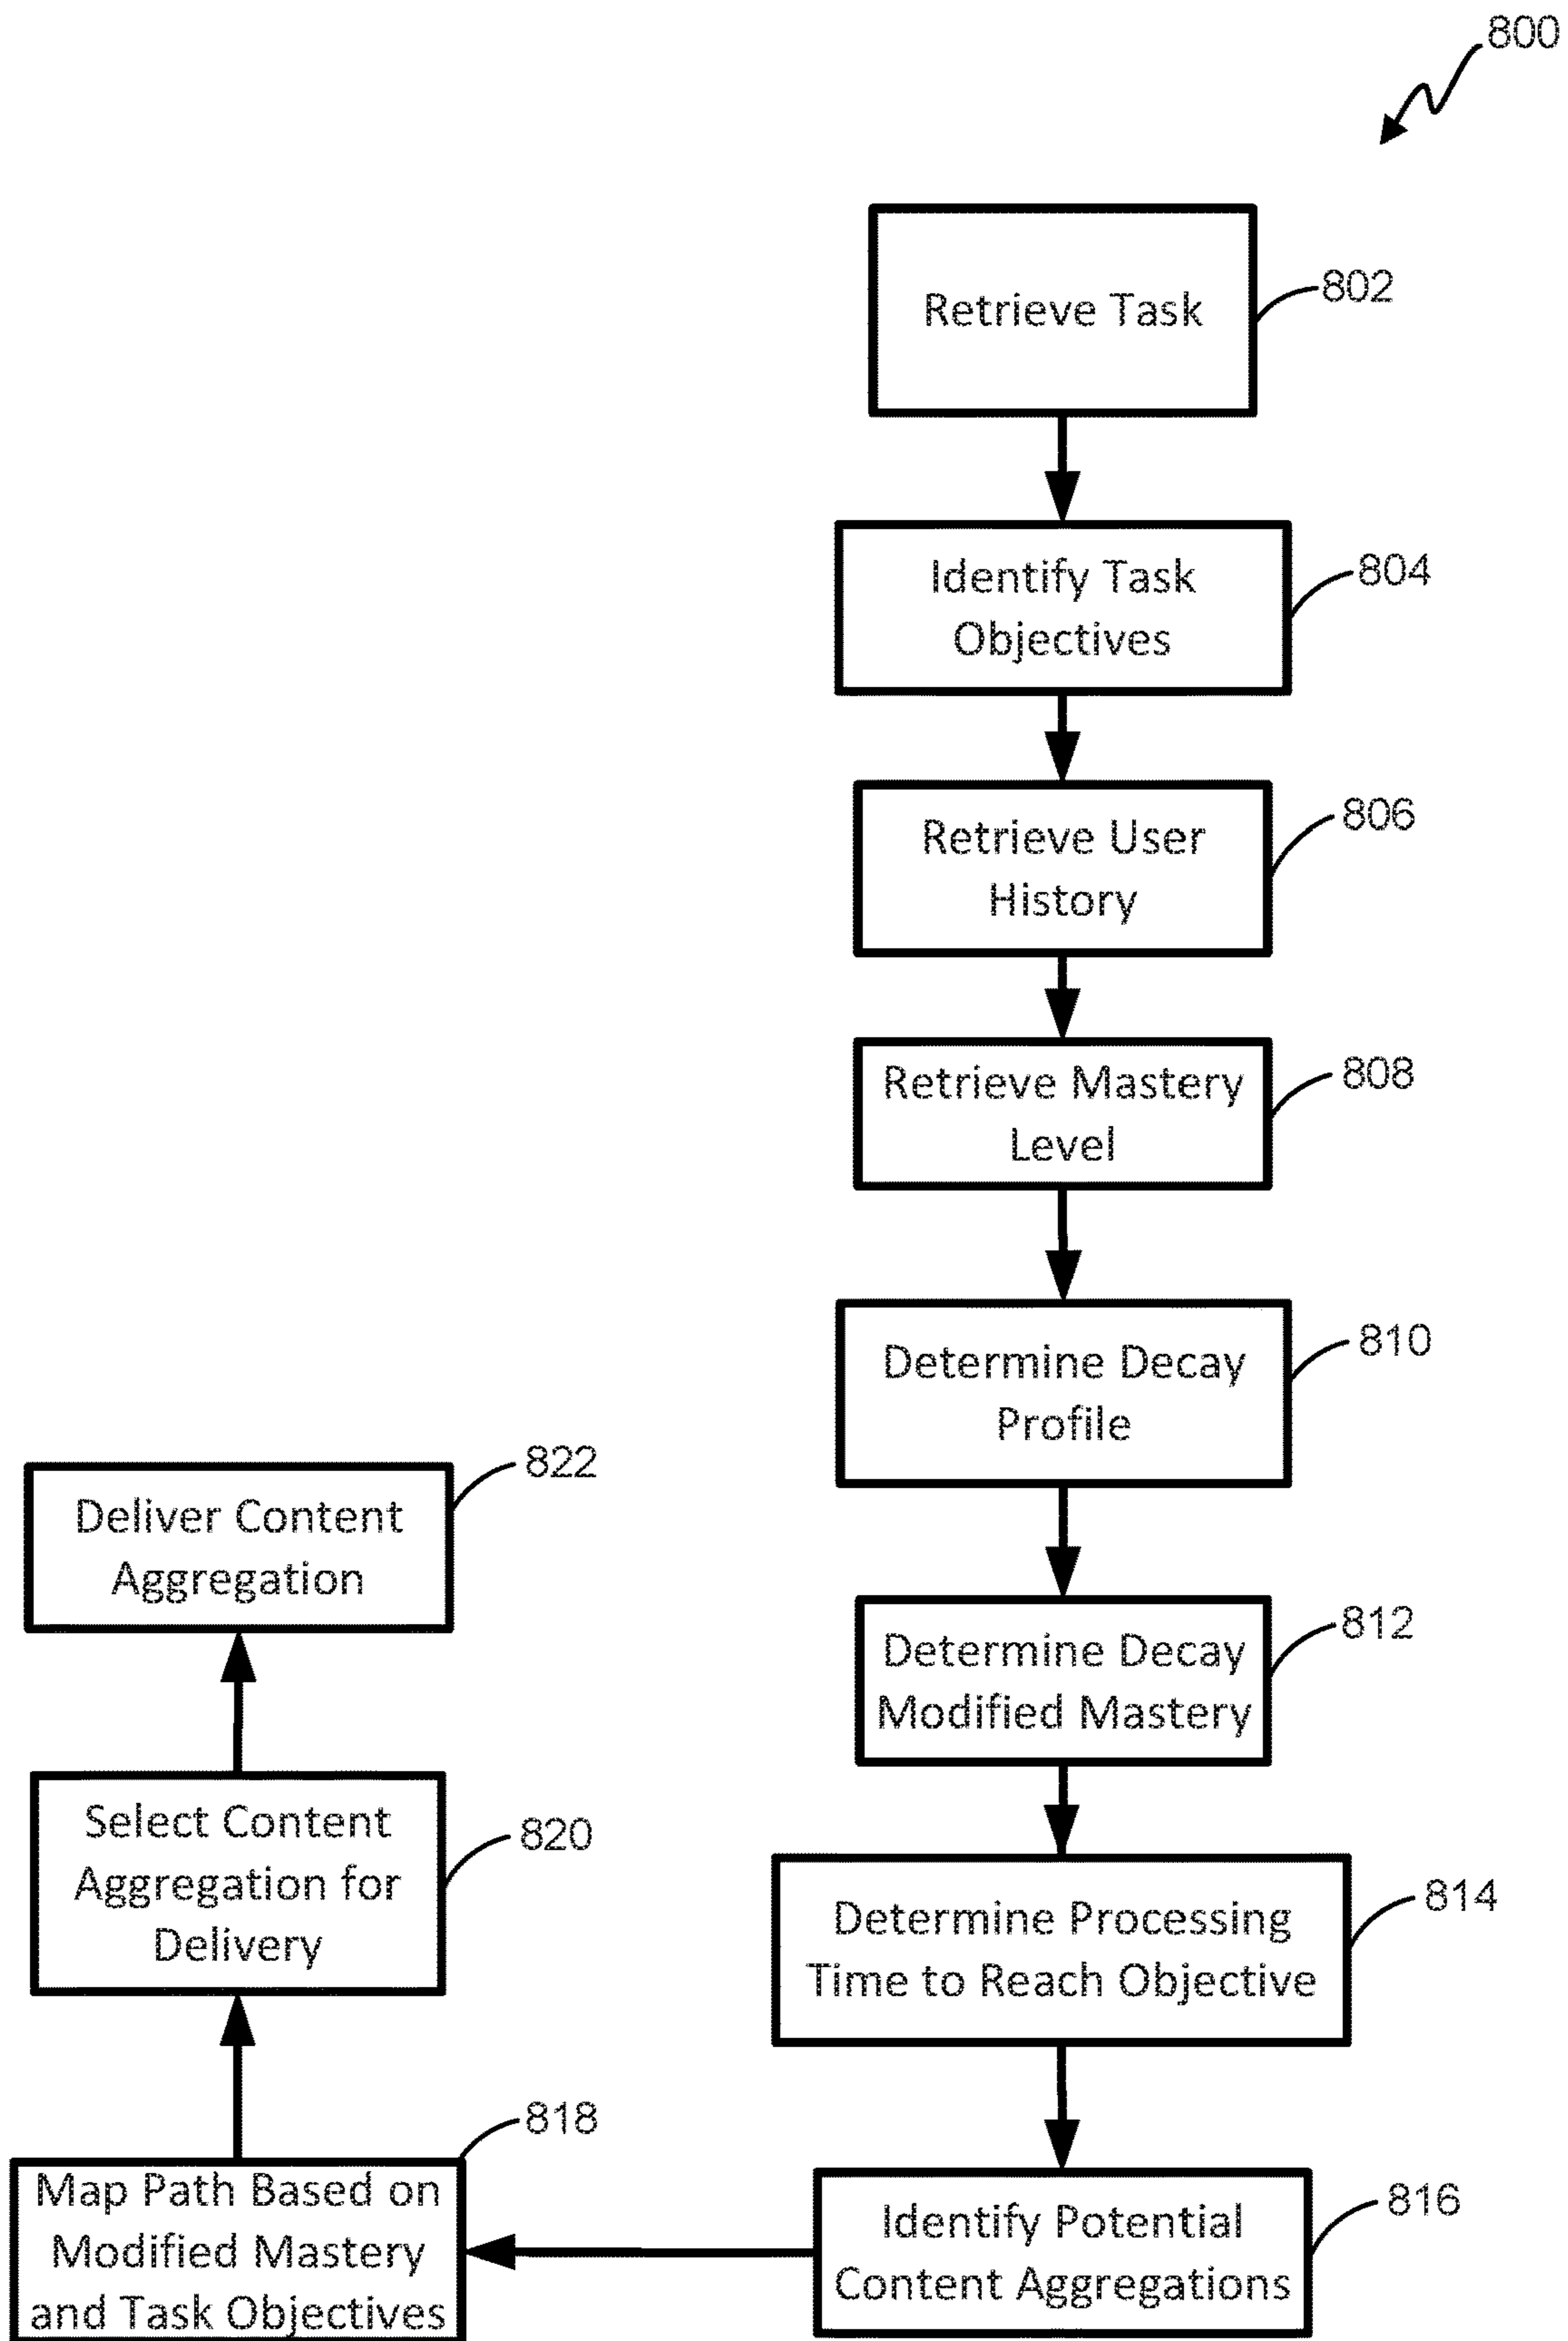 800
Retrieve Task
802
Identify Task
Objectives
804
Retrieve User
History
806
Retrieve Mastery
Level
808
Determine Decay
Profile
810
Determine Decay
Modified Mastery
812
Determine Processing
Time to Reach Objective
814
Identify Potential
Content Aggregations
816
Map Path Based on
Modified Mastery
and Task Objectives
818
Select Content
Aggregation for
Delivery
820
Deliver Content
Aggregation
822